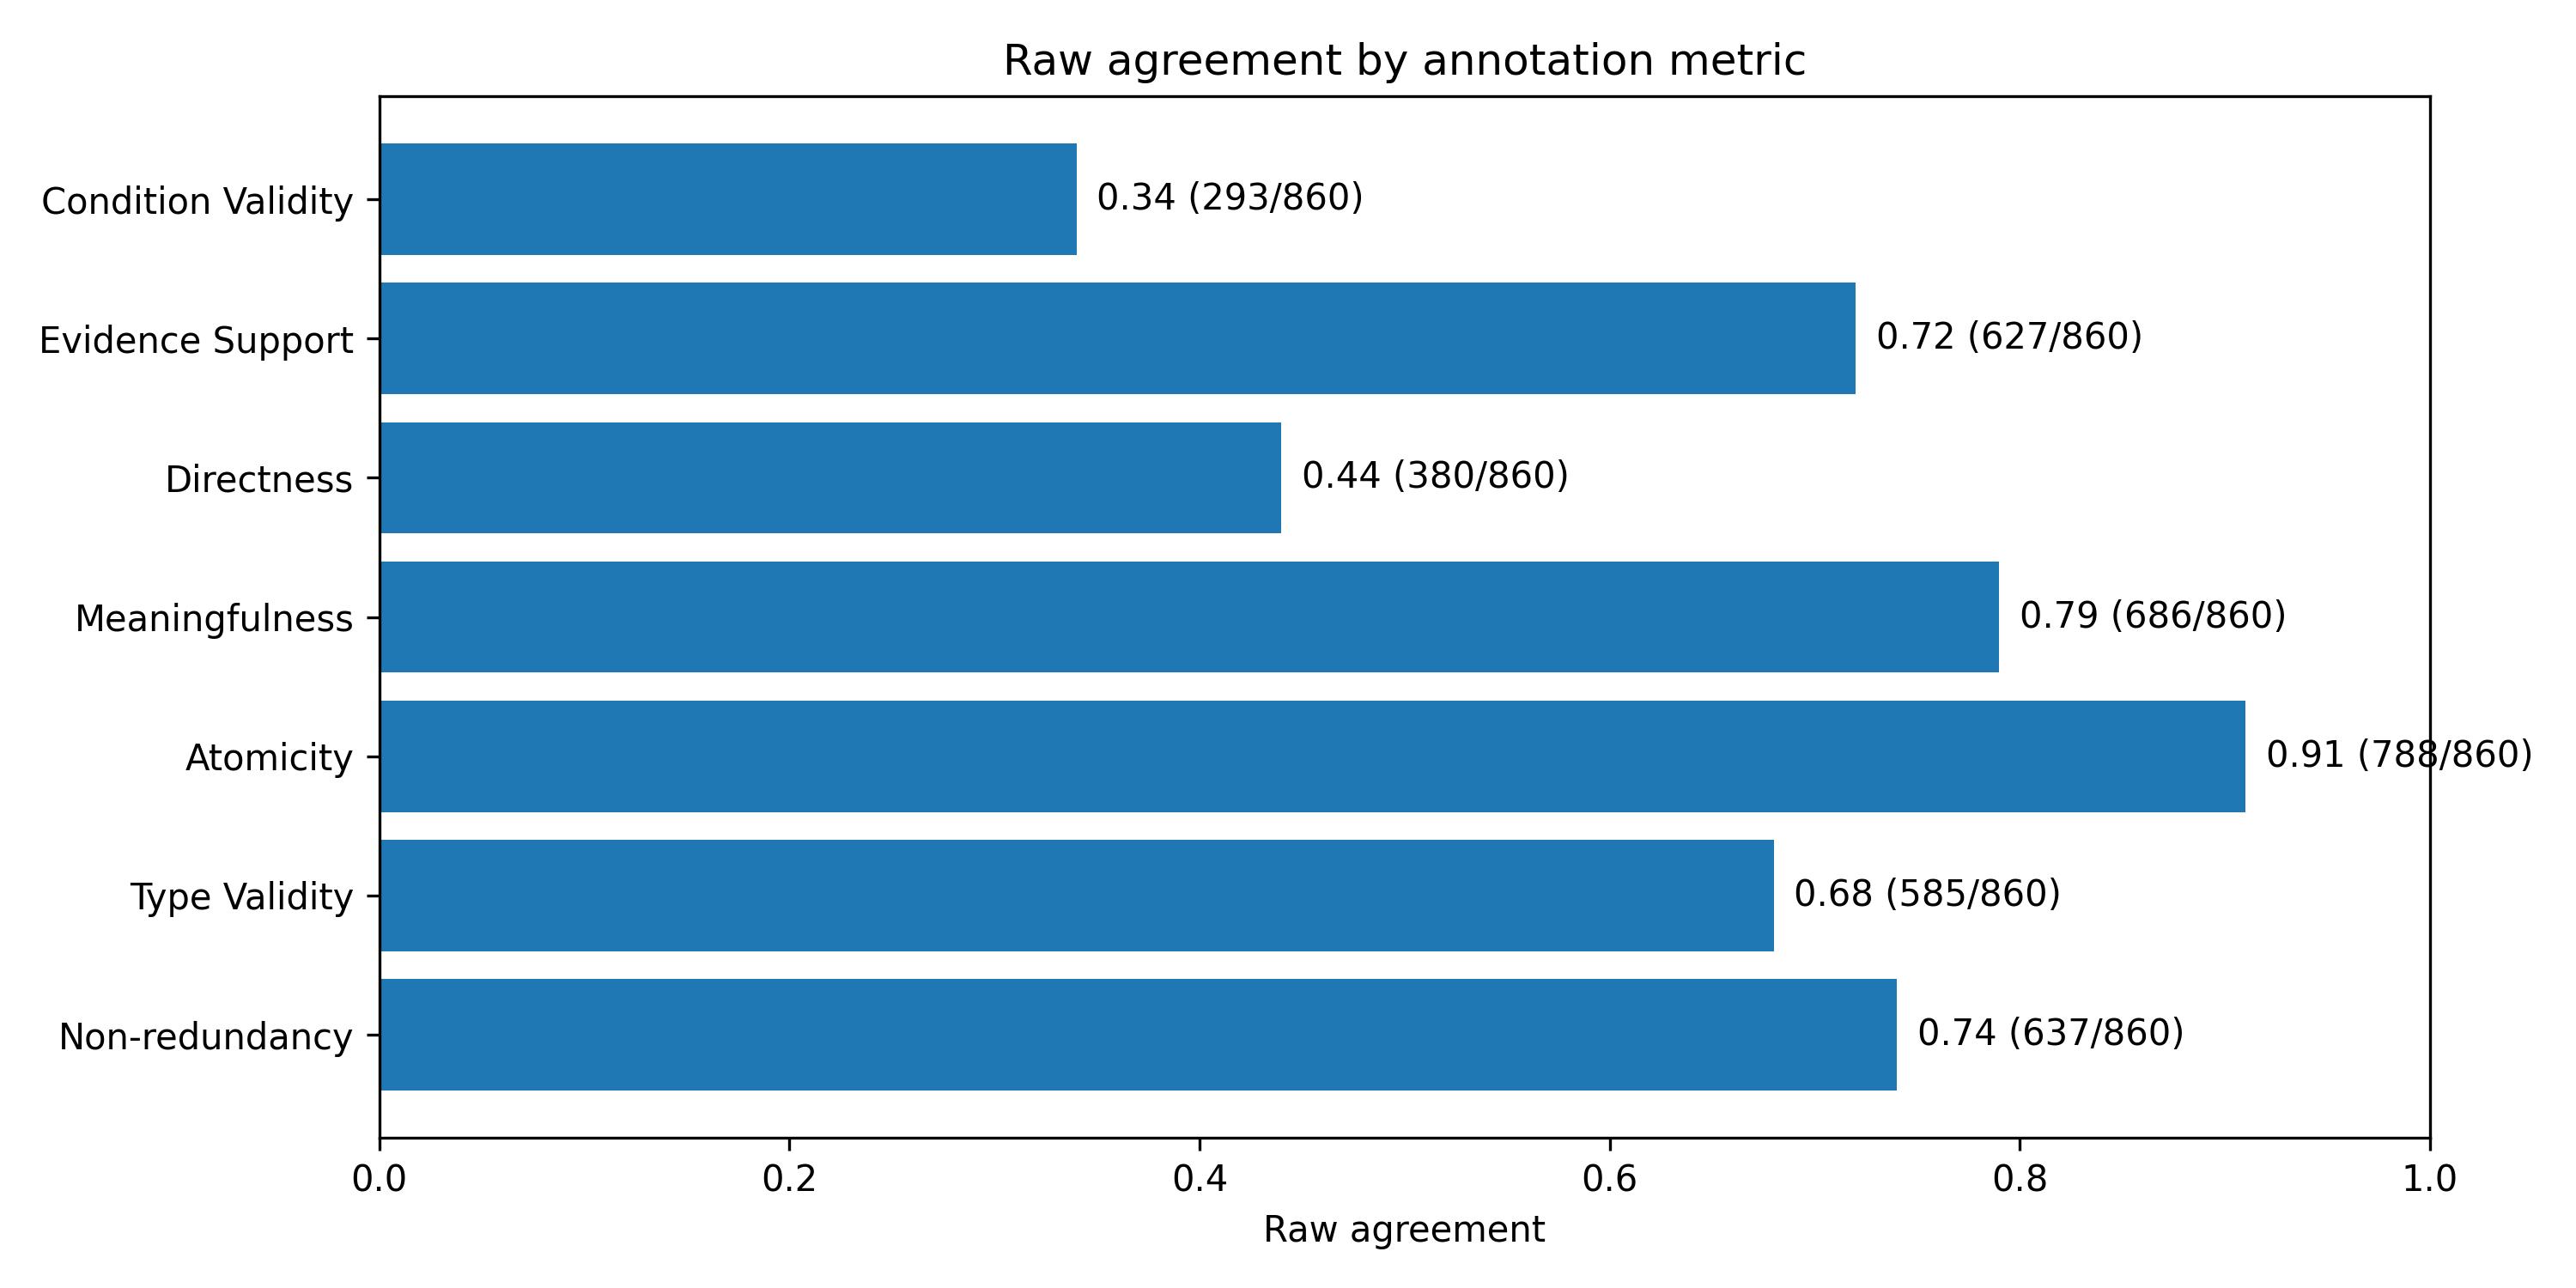 Raw agreement by annotation metric
Condition Validity
0.34 (293/860)
Evidence Support
0.72 (627/860)
Directness
0.44 (380/860)
Meaningfulness
0.79 (686/860)
Atomicity
0.91 (788/860)
Type Validity
0.68 (585/860)
Non-redundancy
0.74 (637/860)
0.0 0.2 0.4 0.6 0.8 1.0
Raw agreement